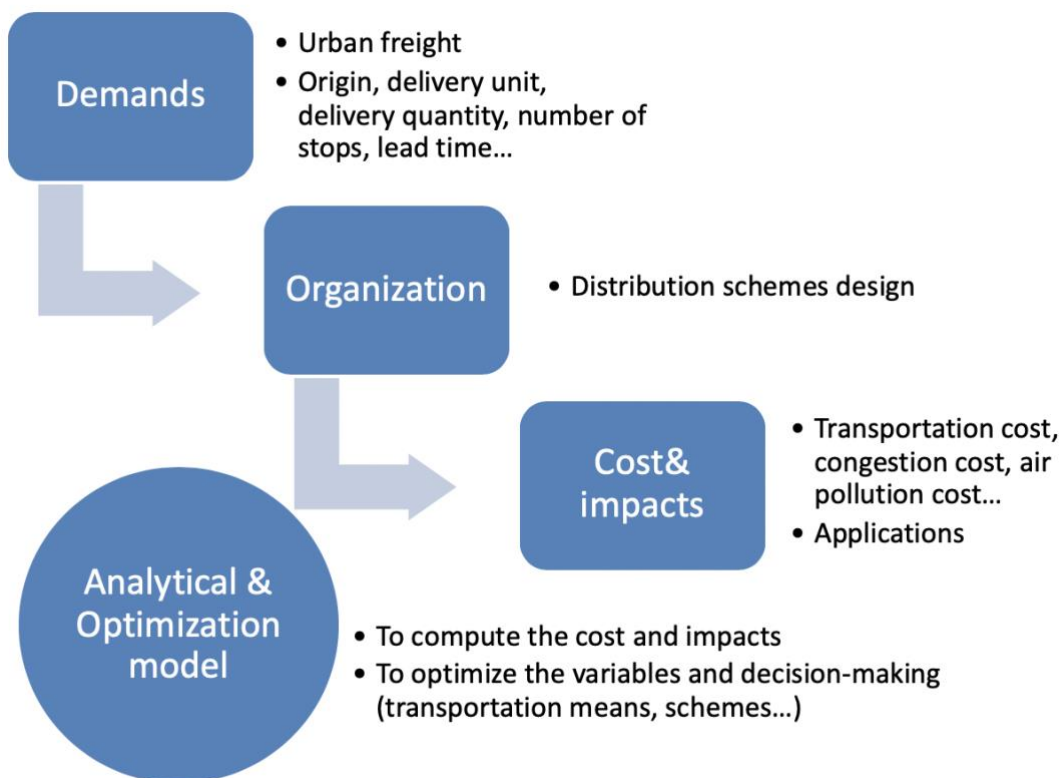 Demands
• Urban freight
• Origin, delivery unit,
delivery quantity, number of
stops, lead time...
Organization
• Distribution schemes design
Cost&
impacts
• Transportation cost,
congestion cost, air
pollution cost...
• Applications
Analytical &
Optimization
model
• To compute the cost and impacts
• To optimize the variables and decision-making
(transportation means, schemes...)